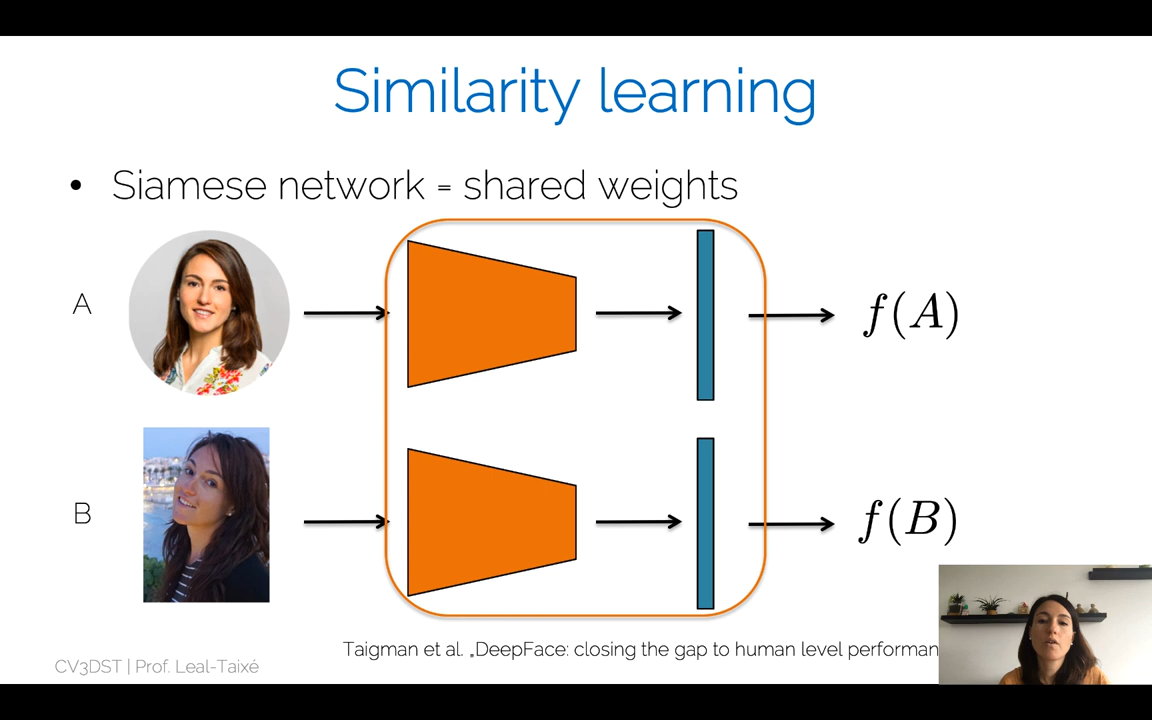 Similarity learning
• Siamese network = shared weights
A
f(A)
B
f(B)
Taigman et al. „DeepFace: closing the gap to human level performan
CV3DST | Prof. Leal-Taixé